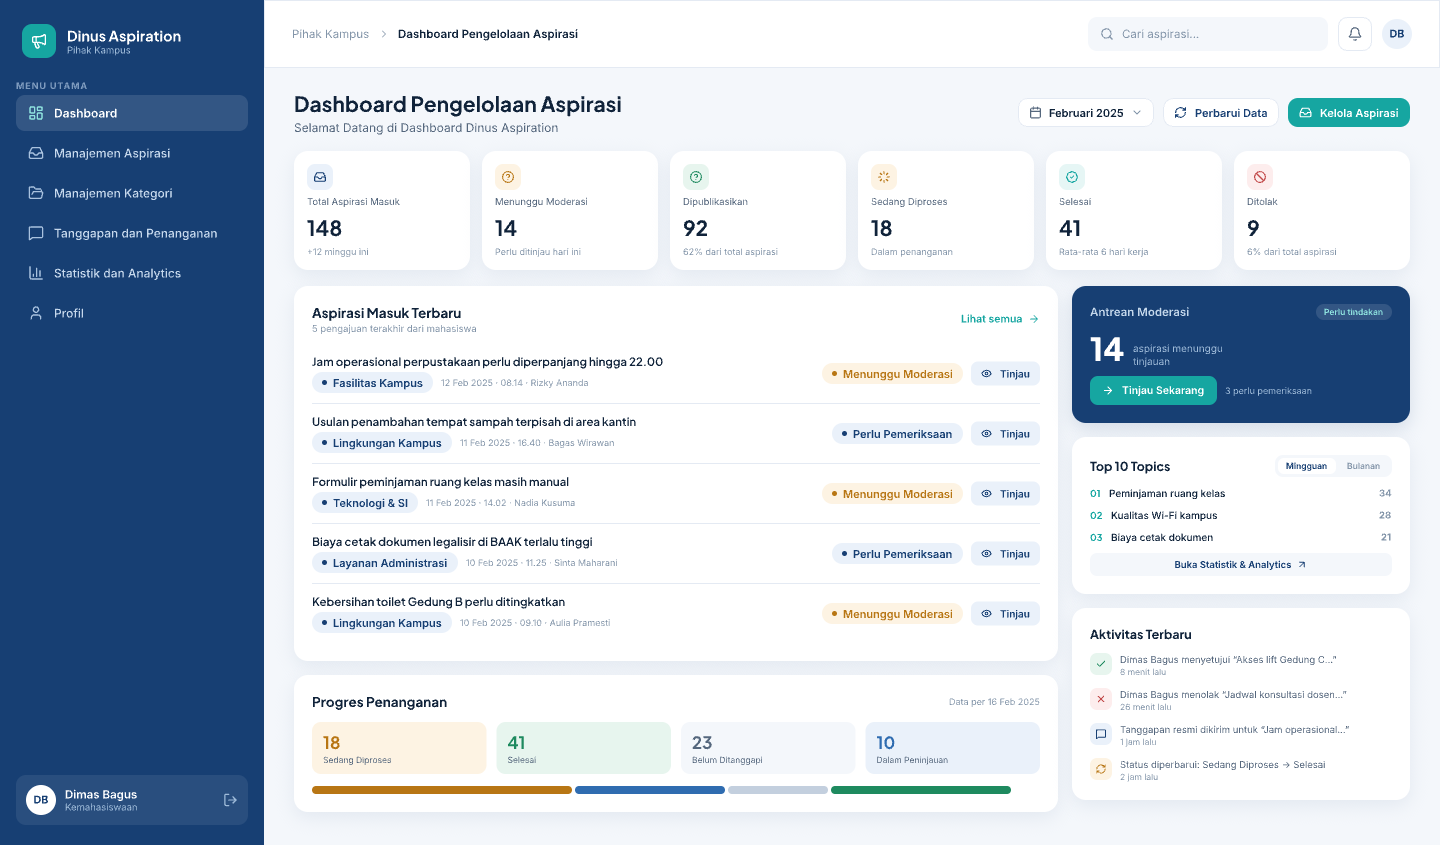 Dinus Aspiration
Pihak Kampus
MENU UTAMA
Dashboard
Manajemen Aspirasi
Manajemen Kategori
Tanggapan dan Penanganan
Statistik dan Analytics
Profil
DB
Dimas Bagus
Kemahasiswaan
Pihak Kampus
Dashboard Pengelolaan Aspirasi
Cari aspirasi...
DB
Dashboard Pengelolaan Aspirasi
Selamat Datang di Dashboard Dinus Aspiration
Februari 2025
Perbarui Data
Kelola Aspirasi
Total Aspirasi Masuk
148
+12 minggu ini
Menunggu Moderasi
14
Perlu ditinjau hari ini
Dipublikasikan
92
62% dari total aspirasi
Sedang Diproses
18
Dalam penanganan
Selesai
41
Rata-rata 6 hari kerja
Ditolak
9
6% dari total aspirasi
Aspirasi Masuk Terbaru
5 pengajuan terakhir dari mahasiswa
Lihat semua →
Jam operasional perpustakaan perlu diperpanjang hingga 22.00
Fasilitas Kampus
12 Feb 2025 · 08.14 · Rizky Ananda
Menunggu Moderasi
Tinjau
Usulan penambahan tempat sampah terpisah di area kantin
Lingkungan Kampus
11 Feb 2025 · 16.40 · Bagas Wirawan
Perlu Pemeriksaan
Tinjau
Formulir peminjaman ruang kelas masih manual
Teknologi & SI
11 Feb 2025 · 14.02 · Nadia Kusuma
Menunggu Moderasi
Tinjau
Biaya cetak dokumen legalisir di BAAK terlalu tinggi
Layanan Administrasi
10 Feb 2025 · 11.25 · Sinta Maharani
Perlu Pemeriksaan
Tinjau
Kebersihan toilet Gedung B perlu ditingkatkan
Lingkungan Kampus
10 Feb 2025 · 09.10 · Aulia Pramesti
Menunggu Moderasi
Tinjau
Progres Penanganan
Data per 16 Feb 2025
18
Sedang Diproses
41
Selesai
23
Belum Ditanggapi
10
Dalam Peninjauan
Antrean Moderasi
Perlu tindakan
14
aspirasi menunggu
tinjauan
Tinjau Sekarang
3 perlu pemeriksaan
Top 10 Topics
Mingguan
Bulanan
01 Peminjaman ruang kelas 34
02 Kualitas Wi-Fi kampus 28
03 Biaya cetak dokumen 21
Buka Statistik & Analytics
Aktivitas Terbaru
Dimas Bagus menyetujui “Akses lift Gedung C...”
8 menit lalu
Dimas Bagus menolak “Jadwal konsultasi dosen...”
26 menit lalu
Tanggapan resmi dikirim untuk “Jam operasional...”
1 jam lalu
Status diperbarui: Sedang Diproses → Selesai
2 jam lalu